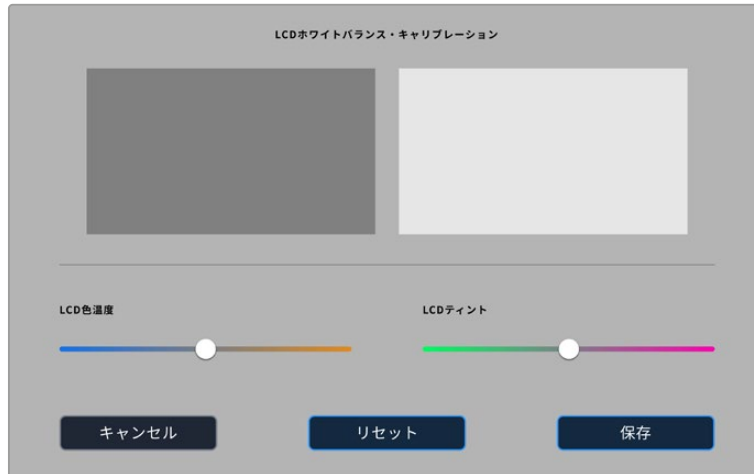 LCDホワイトバランス・キャリブレーション
LCD色温度
LCDティント
キャンセル
リセット
保存